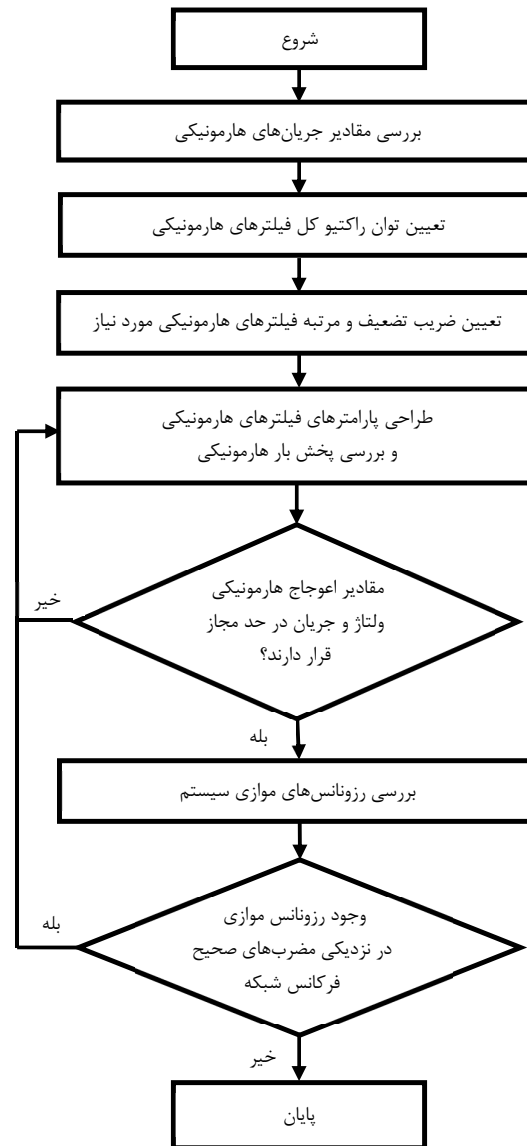 شروع
بررسی مقادیر جریان‌های هارمونیکی
تعیین توان راکتیو کل فیلترهای هارمونیکی
تعیین ضریب تضعیف و مرتبه فیلترهای هارمونیکی مورد نیاز
طراحی پارامترهای فیلترهای هارمونیکی
و بررسی پخش بار هارمونیکی
مقادیر اعوجاج هارمونیکی
ولتاژ و جریان در حد مجاز
قرار دارند؟
خیر
بله
بررسی رزونانس‌های موازی سیستم
وجود رزونانس موازی
در نزدیکی مضرب‌های صحیح
فرکانس شبکه
بله
خیر
پایان